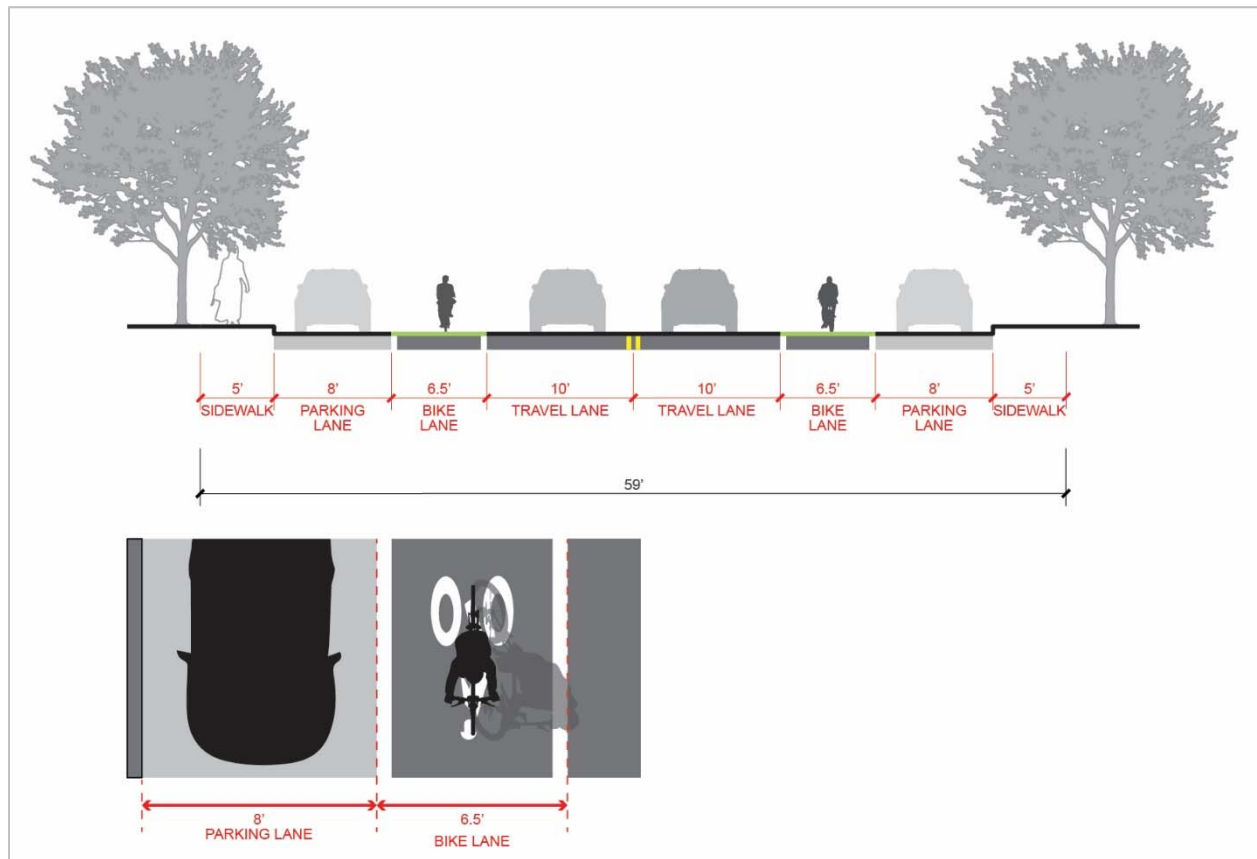 5' 8' 6.5' 10' 10' 6.5' 8' 5'
SIDEWALK PARKING BIKE TRAVEL LANE TRAVEL LANE BIKE PARKING SIDEWALK
LANE LANE LANE LANE
59'
8' 6.5'
PARKING LANE BIKE LANE